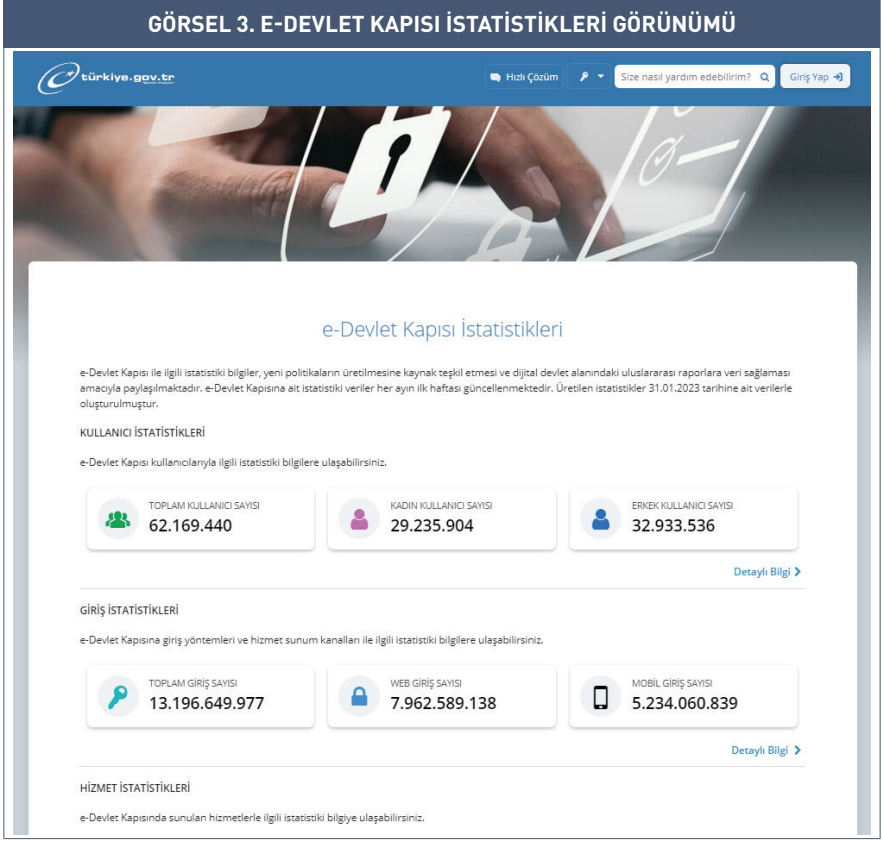 GÖRSEL 3. E-DEVLET KAPISI İSTATİSTİKLERİ GÖRÜNÜMÜ
türkiye.gov.tr
Hızlı Çözüm
Size nasıl yardım edebilirim?
Giriş Yap
e-Devlet Kapısı İstatistikleri
e-Devlet Kapısı ile ilgili istatistiki bilgiler, yeni politikaların üretilmesine kaynak teşkil etmesi ve dijital devlet alanındaki uluslararası raporlara veri sağlaması
amacıyla paylaşılmaktadır. e-Devlet Kapısına ait istatistiki veriler her ayın ilk haftası güncellenmektedir. Üretilen istatistikler 31.01.2023 tarihine ait verilerle
oluşturulmuştur.
KULLANICI İSTATİSTİKLERİ
e-Devlet Kapısı kullanıcılarıyla ilgili istatistiki bilgilere ulaşabilirsiniz.
TOPLAM KULLANICI SAYISI
62.169.440
KADIN KULLANICI SAYISI
29.235.904
ERKEK KULLANICI SAYISI
32.933.536
Detaylı Bilgi
GİRİŞ İSTATİSTİKLERİ
e-Devlet Kapısına giriş yöntemleri ve hizmet sunum kanalları ile ilgili istatistiki bilgilere ulaşabilirsiniz.
TOPLAM GİRİŞ SAYISI
13.196.649.977
WEB GİRİŞ SAYISI
7.962.589.138
MOBİL GİRİŞ SAYISI
5.234.060.839
Detaylı Bilgi
HİZMET İSTATİSTİKLERİ
e-Devlet Kapısında sunulan hizmetlerle ilgili istatistiki bilgiye ulaşabilirsiniz.